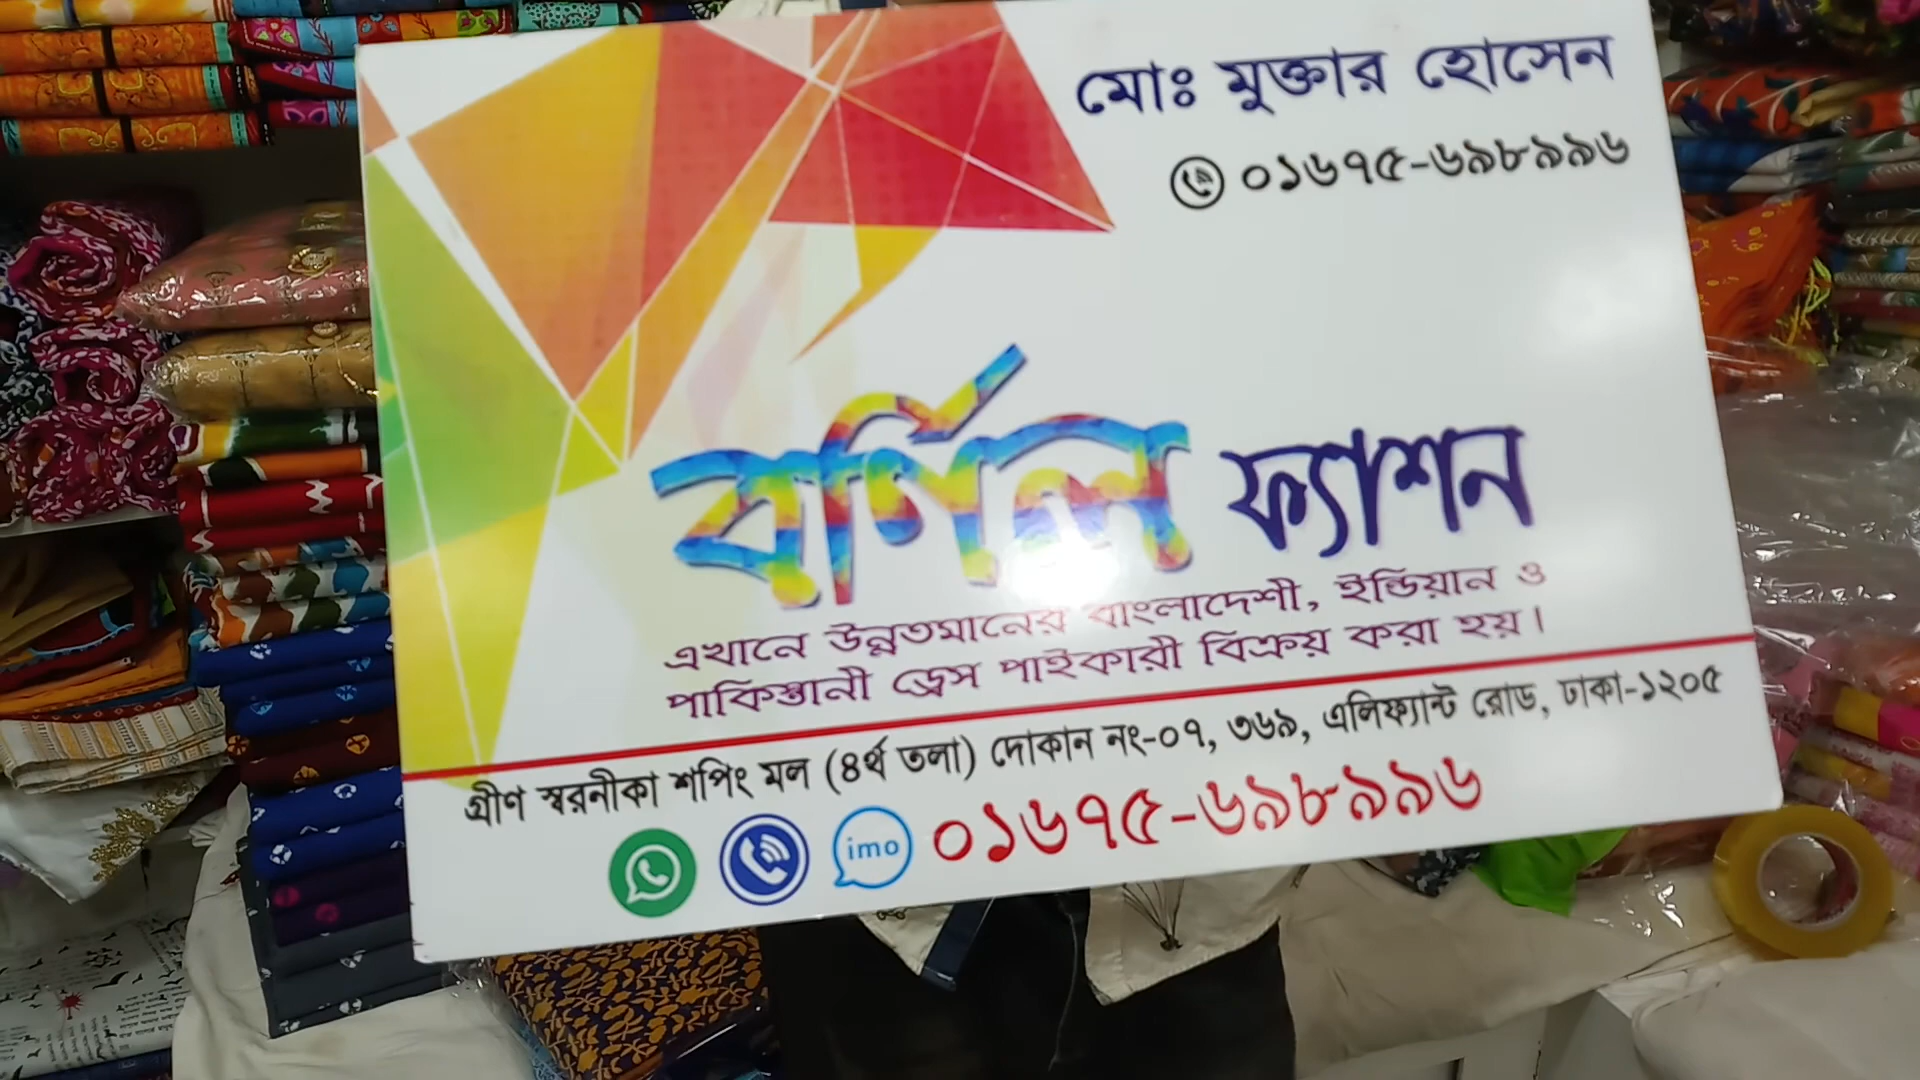 মোঃ মুক্তার হোসেন
০১৬৭৫-৬৯৮৯৯৬
বর্ণিল ফ্যাশন
এখানে উন্নতমানের বাংলাদেশী, ইন্ডিয়ান ও
পাকিস্তানী ড্রেস পাইকারী বিক্রয় করা হয়।
গ্রীণ স্বরনীকা শপিং মল (৪র্থ তলা) দোকান নং-০৭, ৩৬৯, এলিফ্যান্ট রোড, ঢাকা-১২০৫
imo ০১৬৭৫-৬৯৮৯৯৬